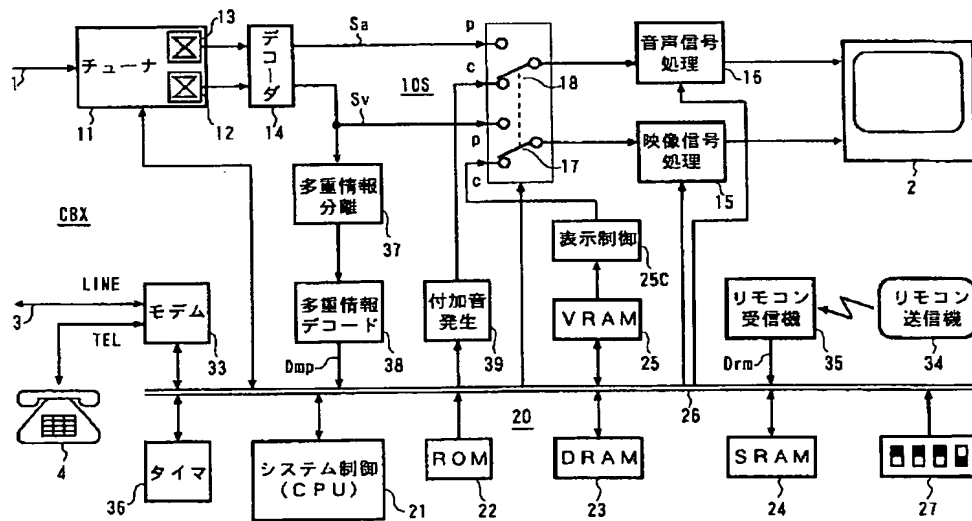 13
チューナ
1
11
12
デコーダ
14
Sa
Sv
10S
p
c
p
c
18
17
音声信号
処理
16
映像信号
処理
15
2
CBX
多重情報
分離
37
多重情報
デコード
38
Dmp
付加音
発生
39
表示制御
25C
VRAM
25
リモコン
受信機
35
リモコン
送信機
34
Drm
LINE
3
TEL
モデム
33
4
20
26
タイマ
36
システム制御
(CPU)
21
ROM
22
DRAM
23
SRAM
24
27